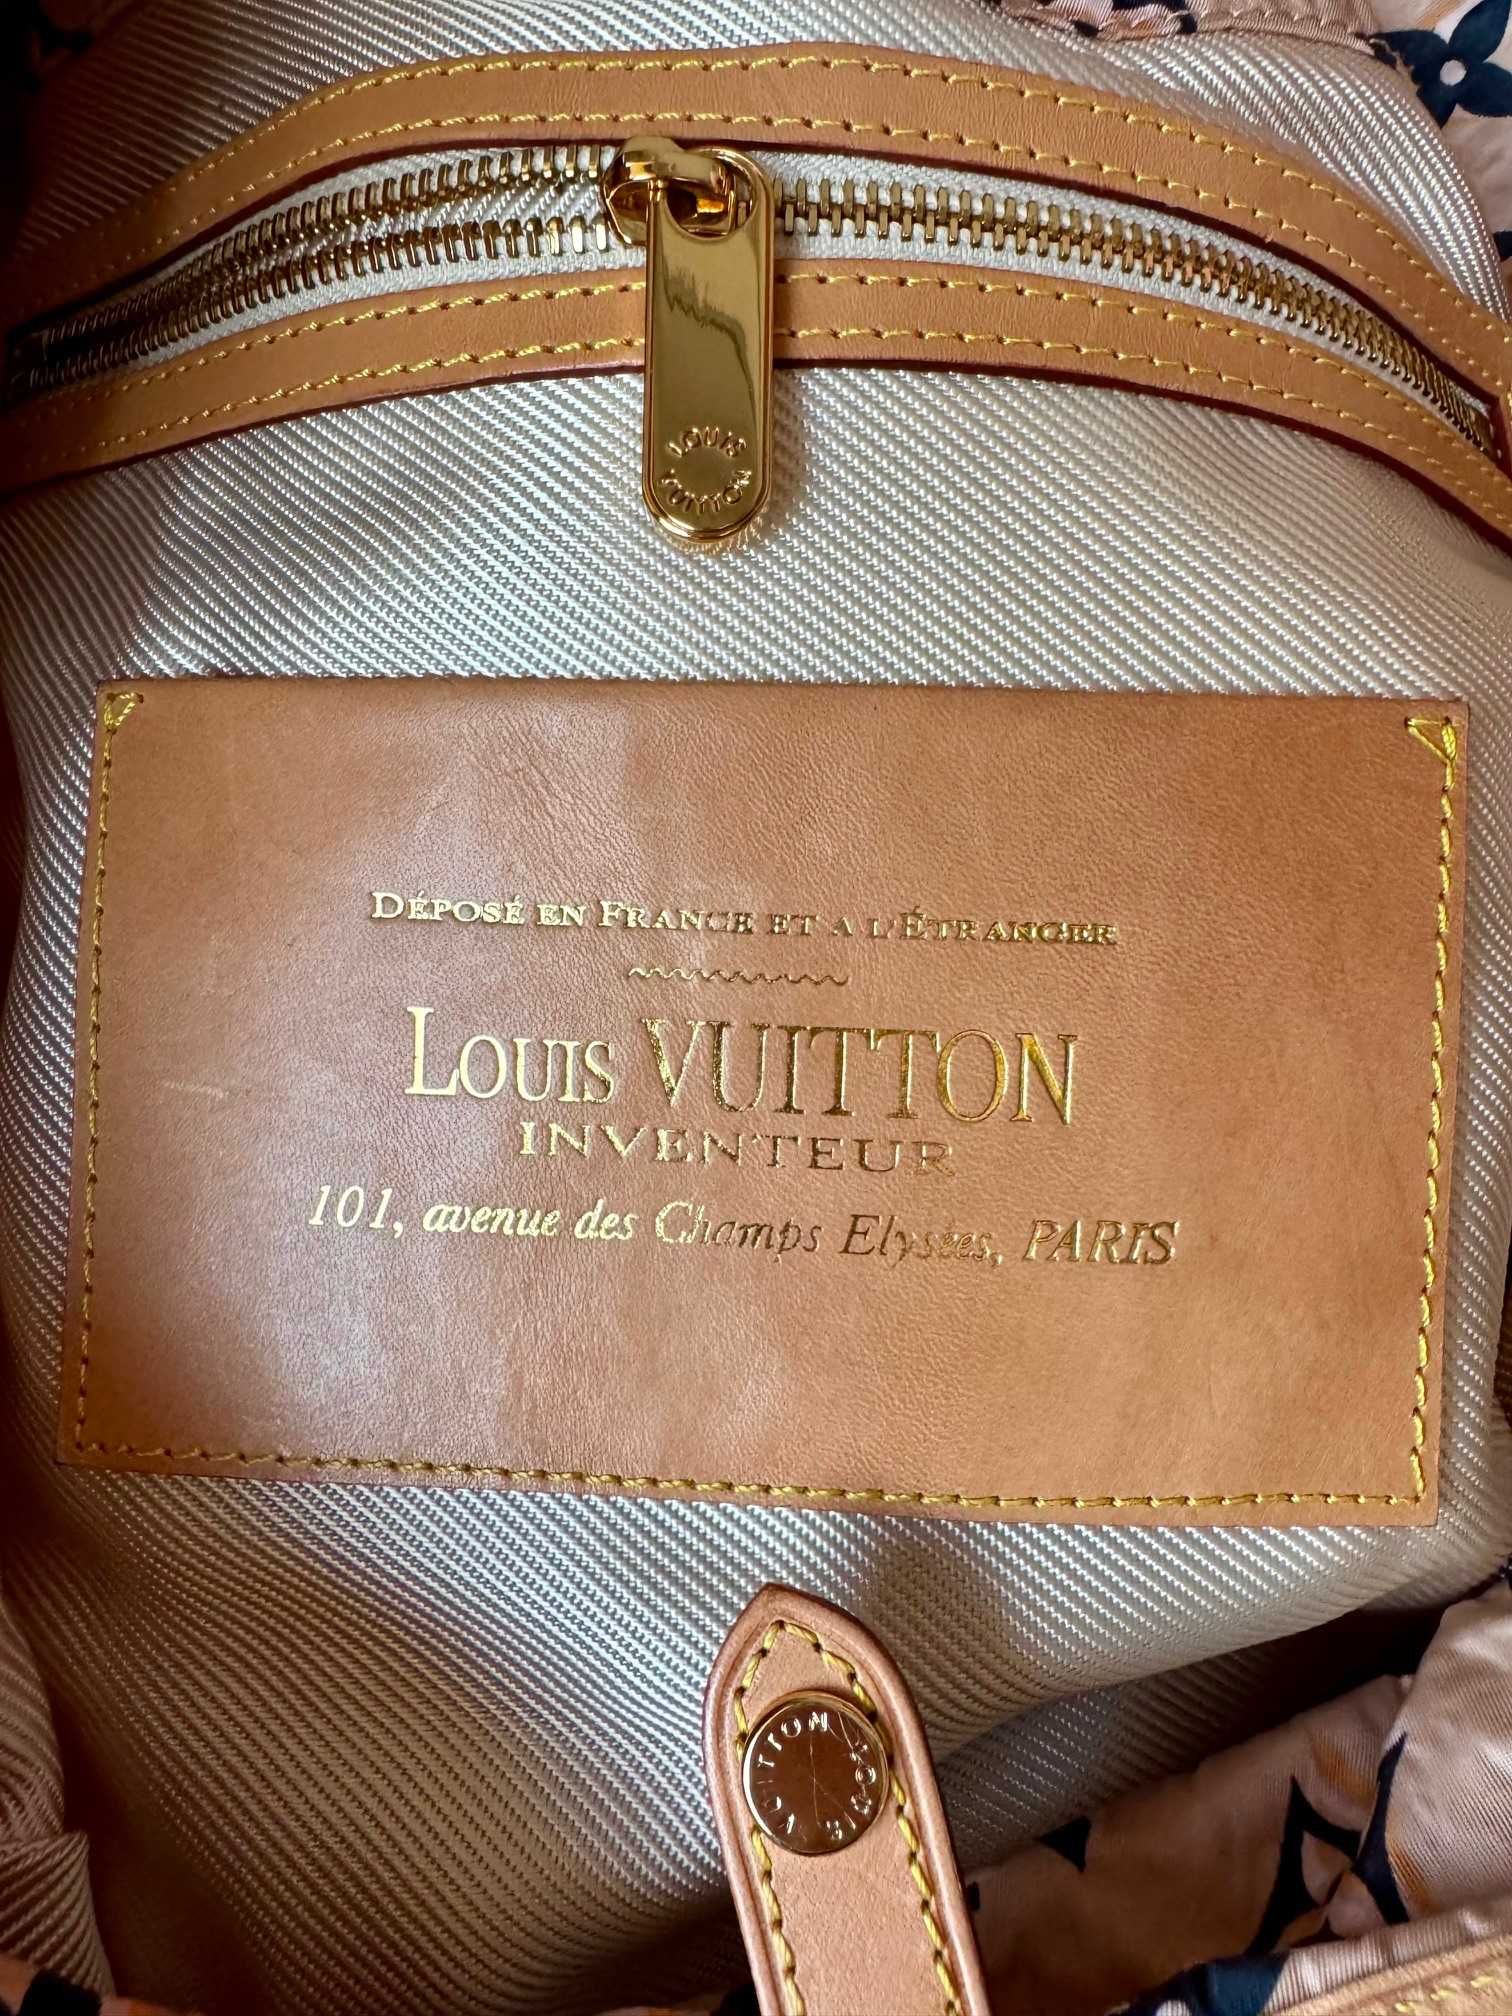 LOUIS
VUITTON
DÉPOSÉ EN FRANCE ET A L'ÉTRANGER
LOUIS VUITTON
INVENTEUR
101, avenue des Champs Elysées, PARIS
LOUIS VUITTON